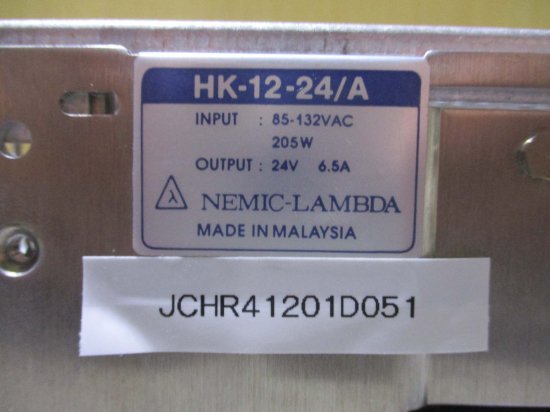 HK-12-24/A
INPUT : 85-132VAC
205W
OUTPUT : 24V 6.5A
λ NEMIC-LAMBDA
MADE IN MALAYSIA
JCHR41201D051